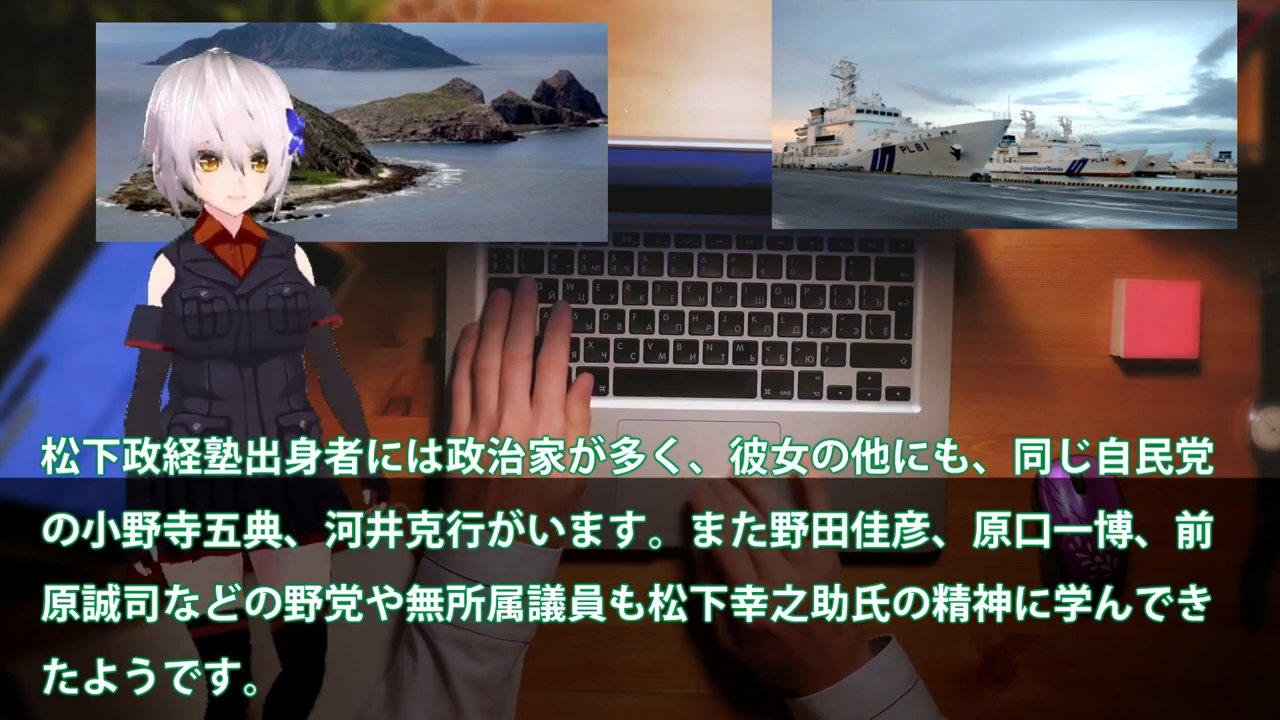 PL81
JAPAN COAST GUARD
松下政経塾出身者には政治家が多く、彼女の他にも、同じ自民党
の小野寺五典、河井克行がいます。また野田佳彦、原口一博、前
原誠司などの野党や無所属議員も松下幸之助氏の精神に学んでき
たようです。